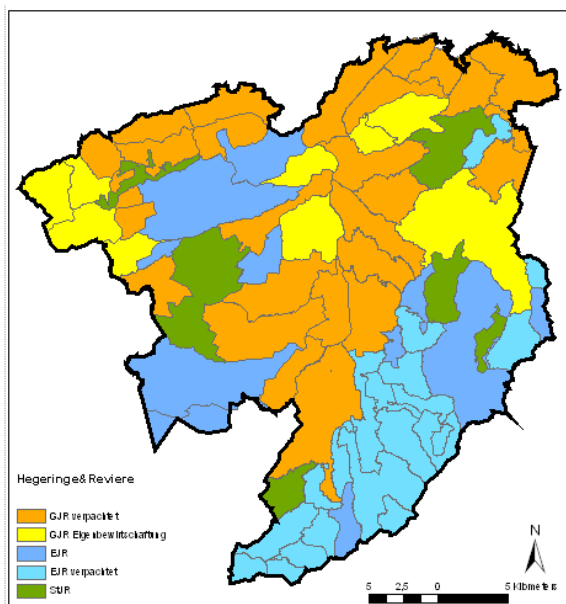 Hegeringe & Reviere
GJR verpachtet
GJR Eigenbewirtschaftung
EJR
EJR verpachtet
StJR
N
5 2,5 0 5 Kilometers